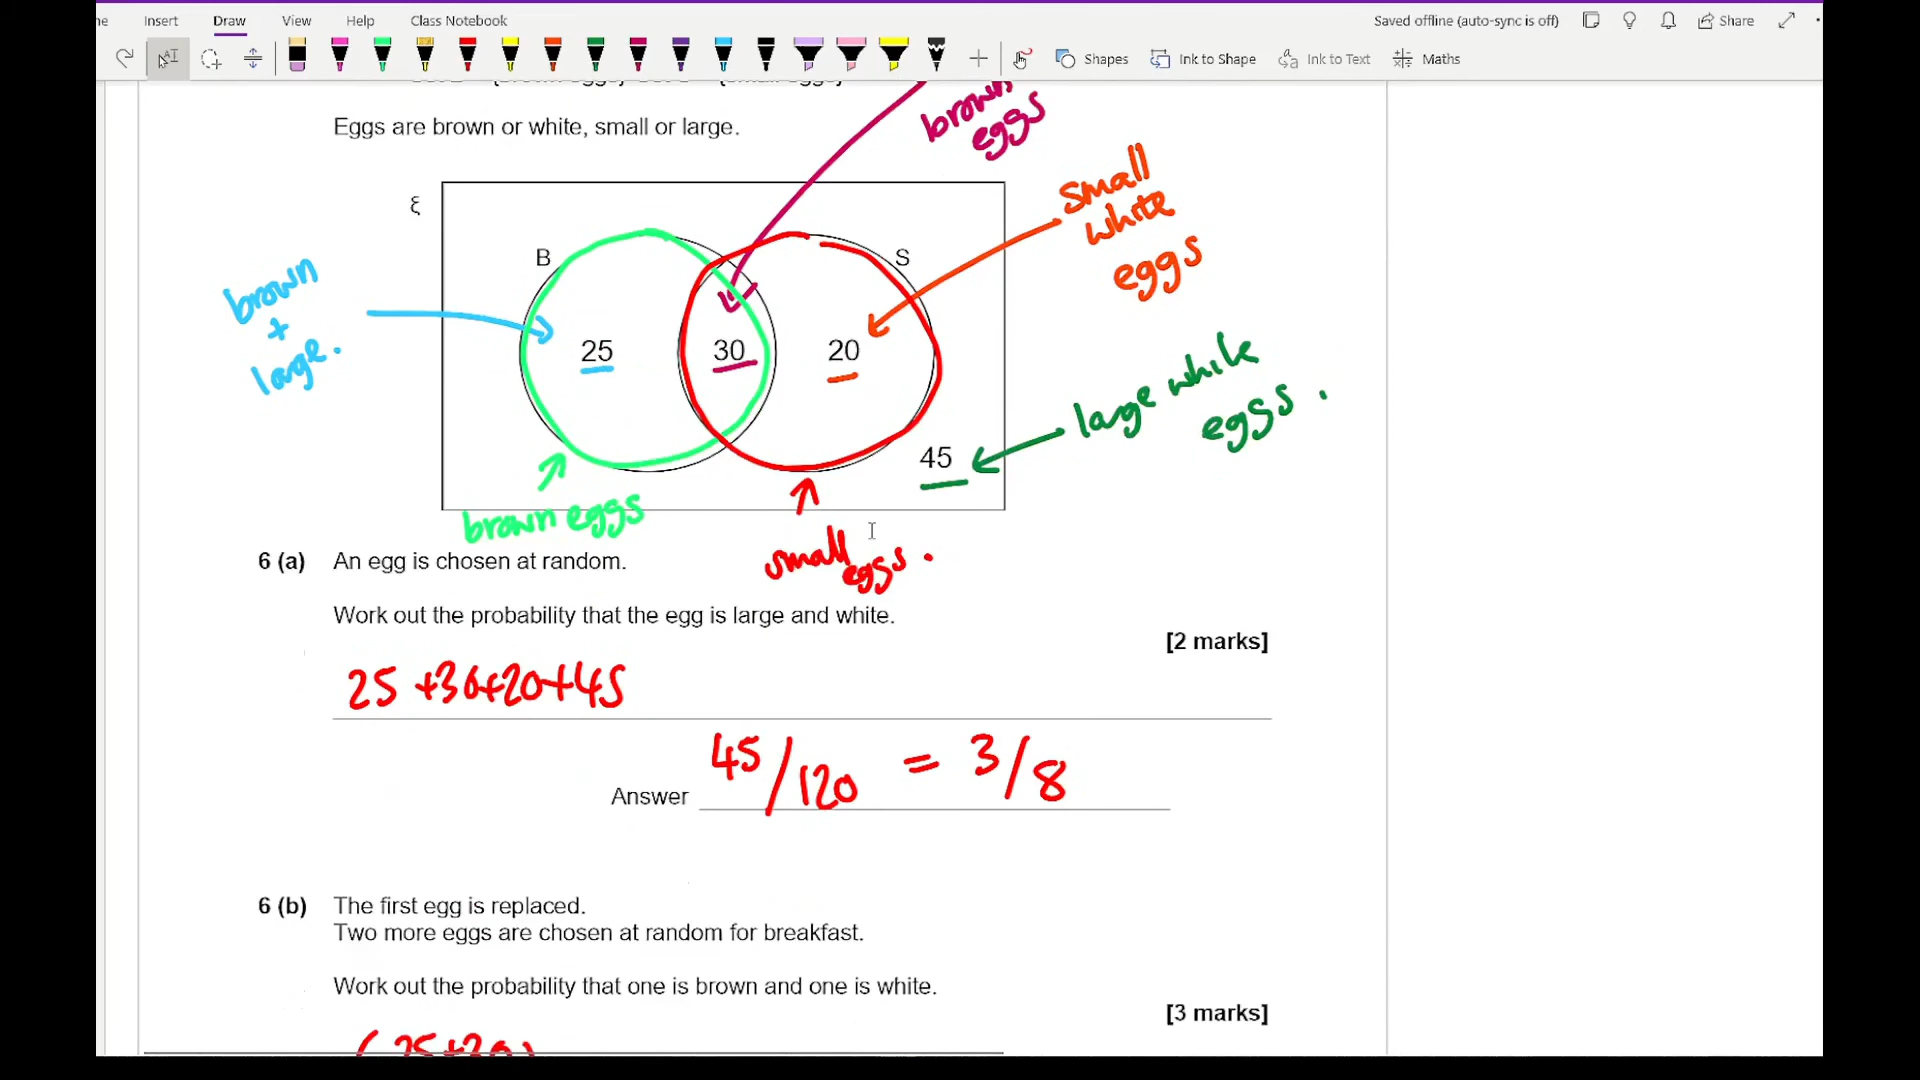 Insert Draw View Help Class Notebook Saved offline (auto-sync is off) Share
Shapes Ink to Shape Ink to Text Maths
Eggs are brown or white, small or large.
brown
eggs
small
white
eggs
ξ
B
S
brown
+
large.
25
30
20
large white
eggs.
45
brown eggs
small
eggs.
6 (a) An egg is chosen at random.
Work out the probability that the egg is large and white.
[2 marks]
25+30+20+45
Answer 45/120 = 3/8
6 (b) The first egg is replaced.
Two more eggs are chosen at random for breakfast.
Work out the probability that one is brown and one is white.
[3 marks]